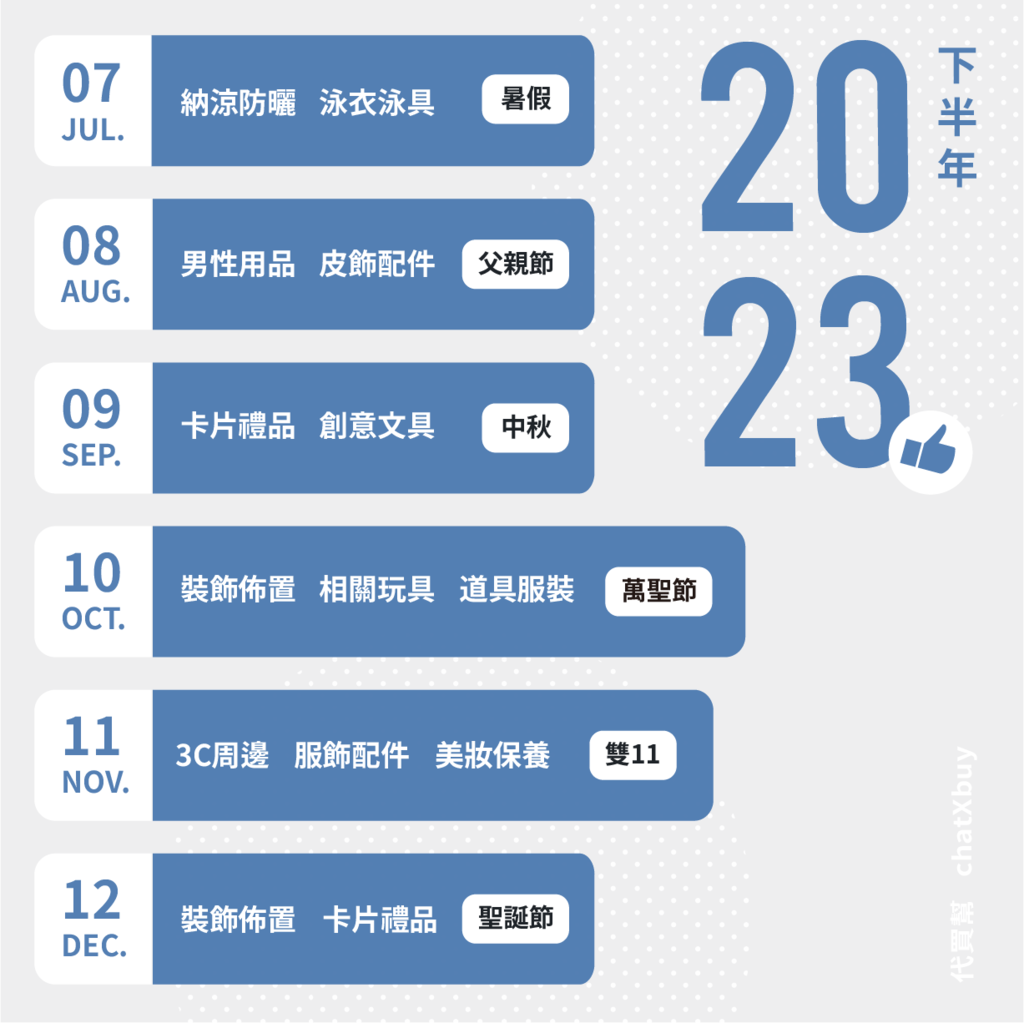 2023
下半年
07
JUL.
納涼防曬 泳衣泳具 暑假
08
AUG.
男性用品 皮飾配件 父親節
09
SEP.
卡片禮品 創意文具 中秋
10
OCT.
裝飾佈置 相關玩具 道具服裝 萬聖節
11
NOV.
3C周邊 服飾配件 美妝保養 雙11
12
DEC.
裝飾佈置 卡片禮品 聖誕節
代買幫 chatXbuy